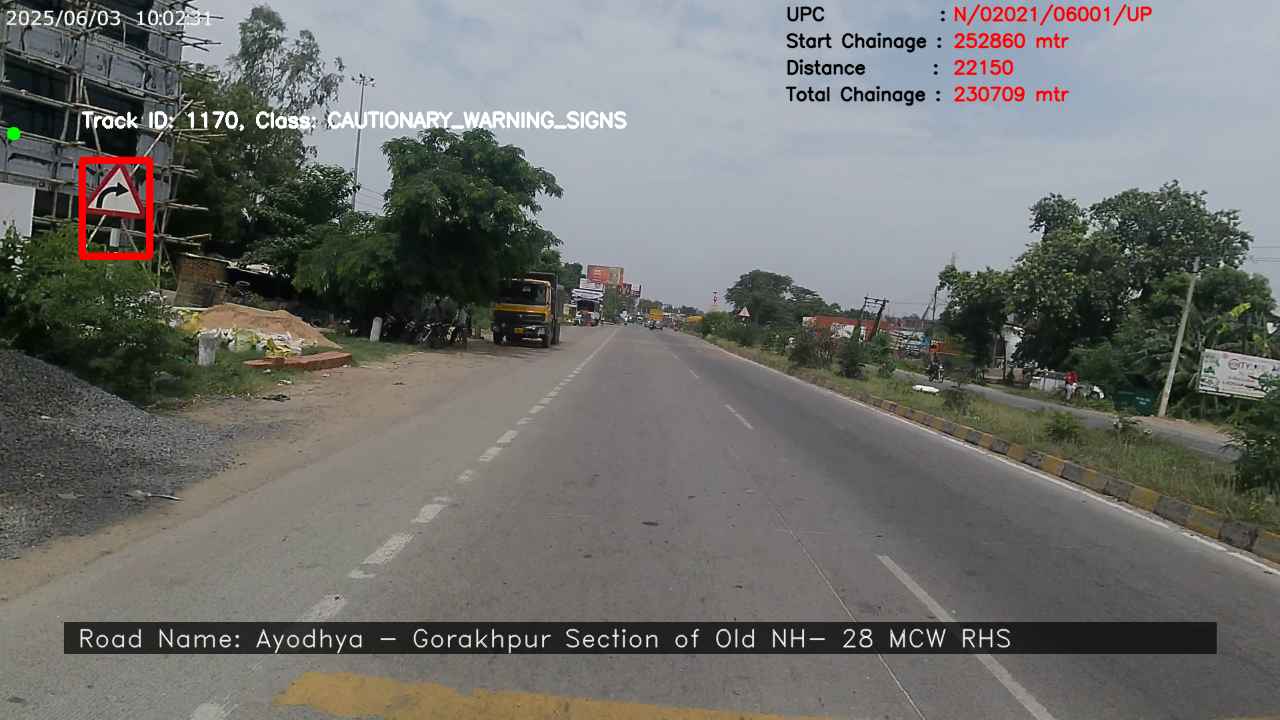 2025/06/03 10:02:31
UPC : N/02021/06001/UP
Start Chainage : 252860 mtr
Distance : 22150
Total Chainage : 230709 mtr
Track ID: 1170, Class: CAUTIONARY_WARNING_SIGNS
Road Name: Ayodhya - Gorakhpur Section of Old NH- 28 MCW RHS